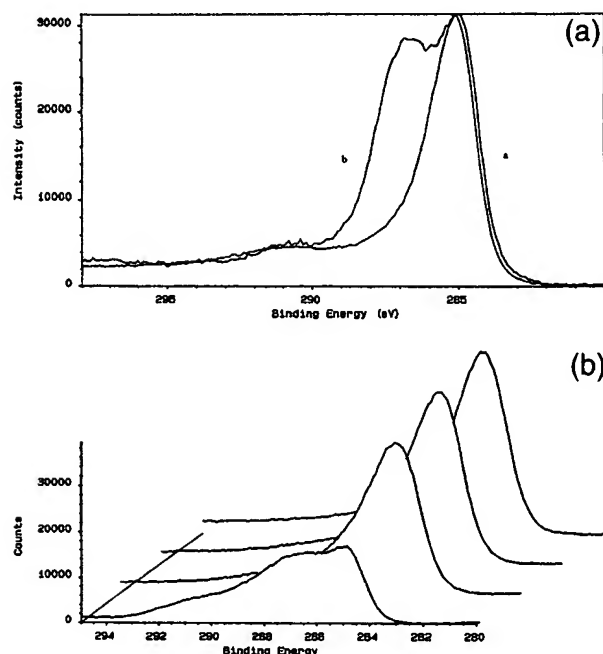 (a)
30000
20000
10000
0
Intensity (counts)
b
a
295
290
285
Binding Energy (eV)
(b)
30000
20000
10000
0
Counts
294
292
290
288
286
284
282
280
Binding Energy